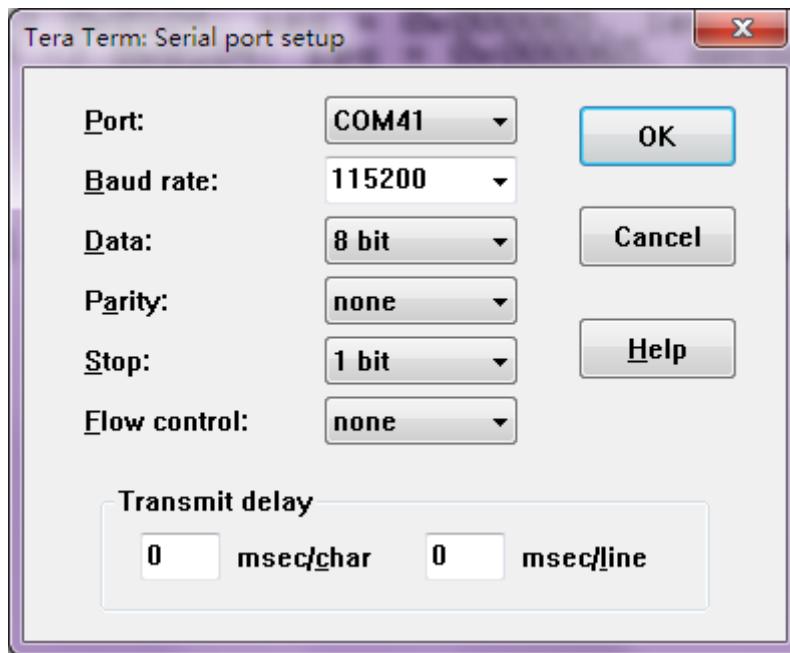 Tera Term: Serial port setup
Port: COM41
OK
Baud rate: 115200
Data: 8 bit
Cancel
Parity: none
Stop: 1 bit
Help
Flow control: none
Transmit delay
0 msec/char 0 msec/line